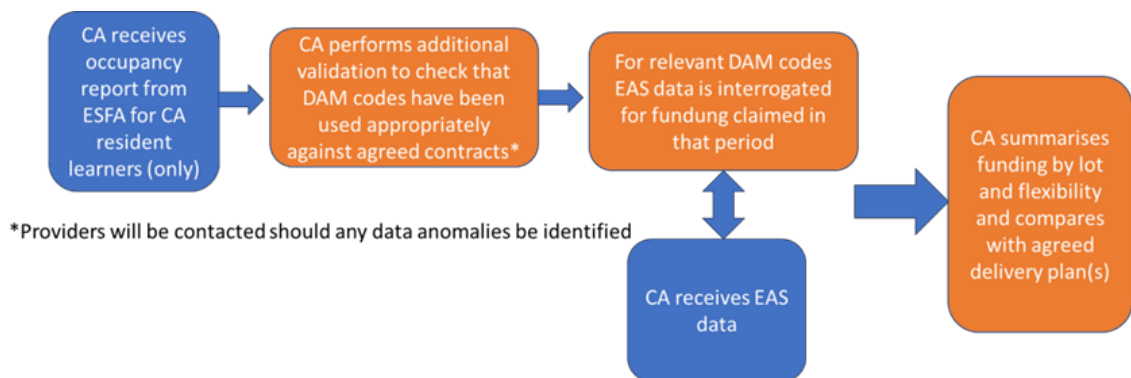 CA receives
occupancy
report from
ESFA for CA
resident
learners (only)
CA performs additional
validation to check that
DAM codes have been
used appropriately
against agreed contracts*
For relevant DAM codes
EAS data is interrogated
for fundung claimed in
that period
CA summarises
funding by lot
and flexibility
and compares
with agreed
delivery plan(s)
*Providers will be contacted should any data anomalies be identified
CA receives EAS
data